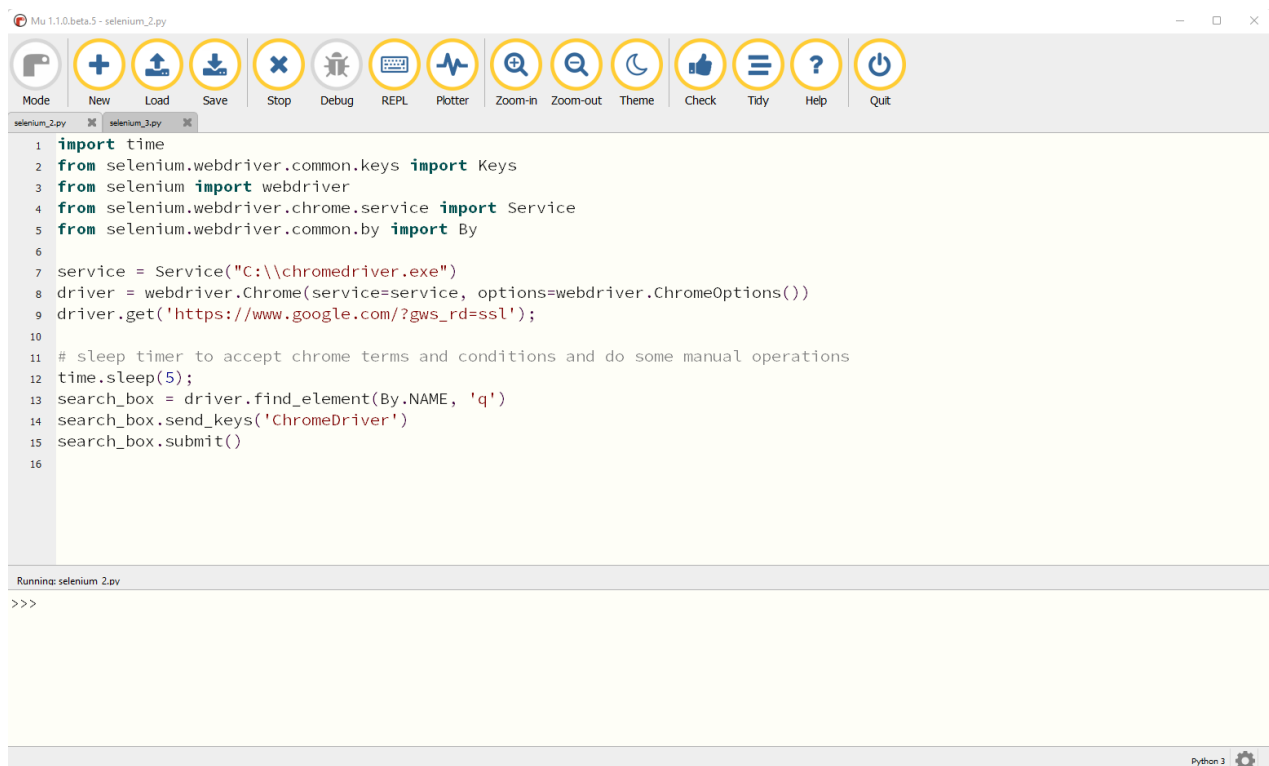 Mu 1.1.0.beta.5 - selenium_2.py
Mode New Load Save Stop Debug REPL Plotter Zoom-in Zoom-out Theme Check Tidy Help Quit
selenium_2.py selenium_3.py
1 import time
2 from selenium.webdriver.common.keys import Keys
3 from selenium import webdriver
4 from selenium.webdriver.chrome.service import Service
5 from selenium.webdriver.common.by import By
6
7 service = Service("C:\\chromedriver.exe")
8 driver = webdriver.Chrome(service=service, options=webdriver.ChromeOptions())
9 driver.get('https://www.google.com/?gws_rd=ssl');
10
11 # sleep timer to accept chrome terms and conditions and do some manual operations
12 time.sleep(5);
13 search_box = driver.find_element(By.NAME, 'q')
14 search_box.send_keys('ChromeDriver')
15 search_box.submit()
16
Running: selenium_2.py
>>>
Python 3